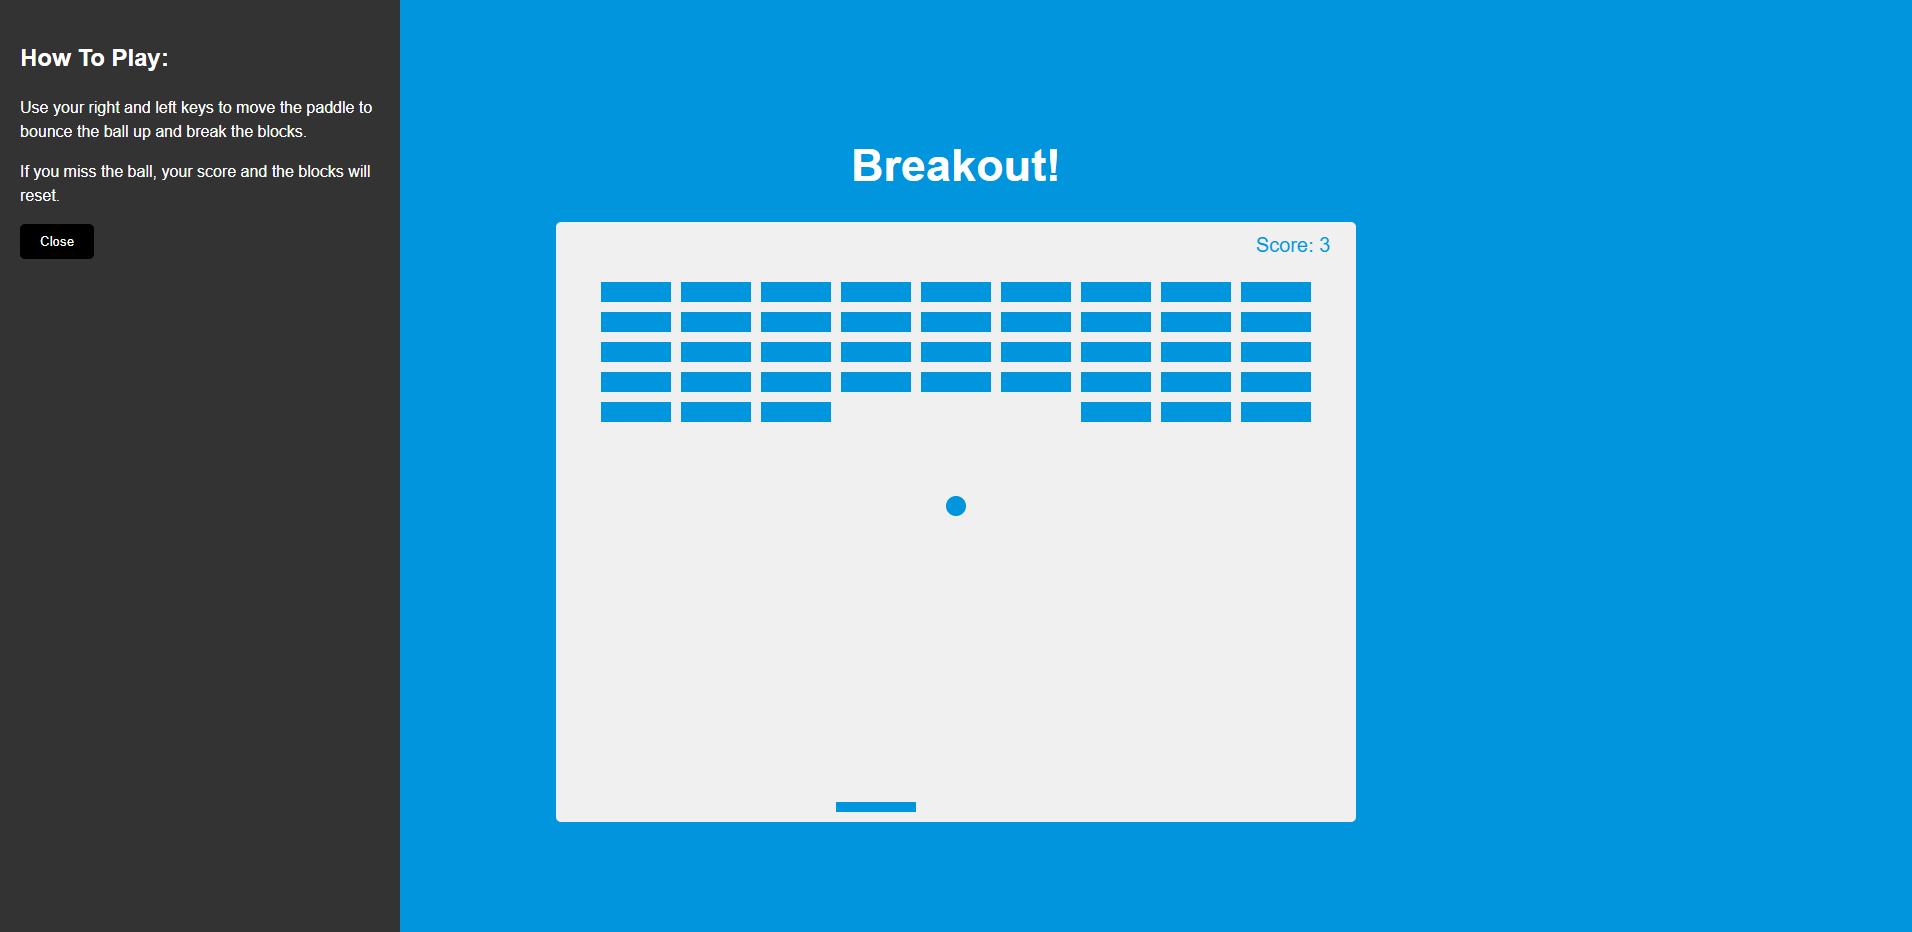 How To Play:
Use your right and left keys to move the paddle to
bounce the ball up and break the blocks.
If you miss the ball, your score and the blocks will
reset.
Close
Breakout!
Score: 3